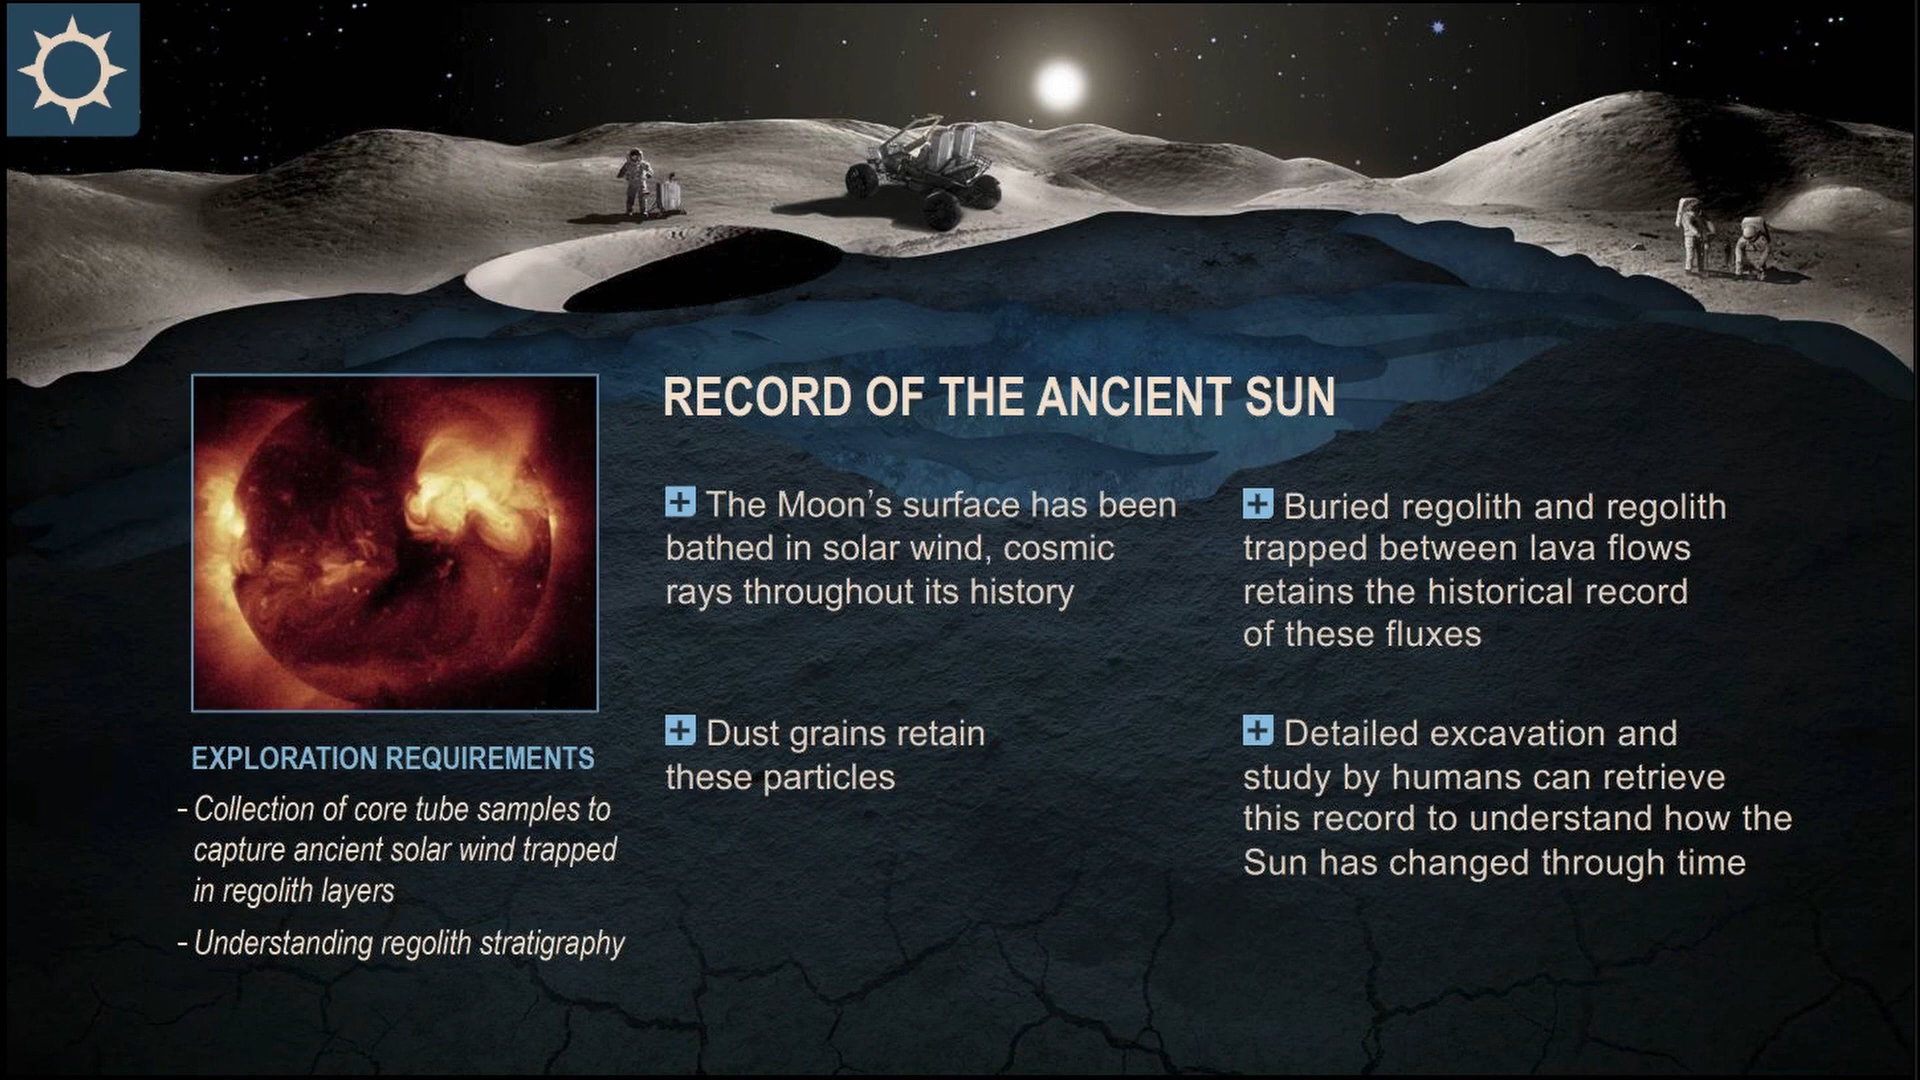 RECORD OF THE ANCIENT SUN
The Moon’s surface has been
bathed in solar wind, cosmic
rays throughout its history
Dust grains retain
these particles
Buried regolith and regolith
trapped between lava flows
retains the historical record
of these fluxes
Detailed excavation and
study by humans can retrieve
this record to understand how the
Sun has changed through time
EXPLORATION REQUIREMENTS
- Collection of core tube samples to
capture ancient solar wind trapped
in regolith layers
- Understanding regolith stratigraphy